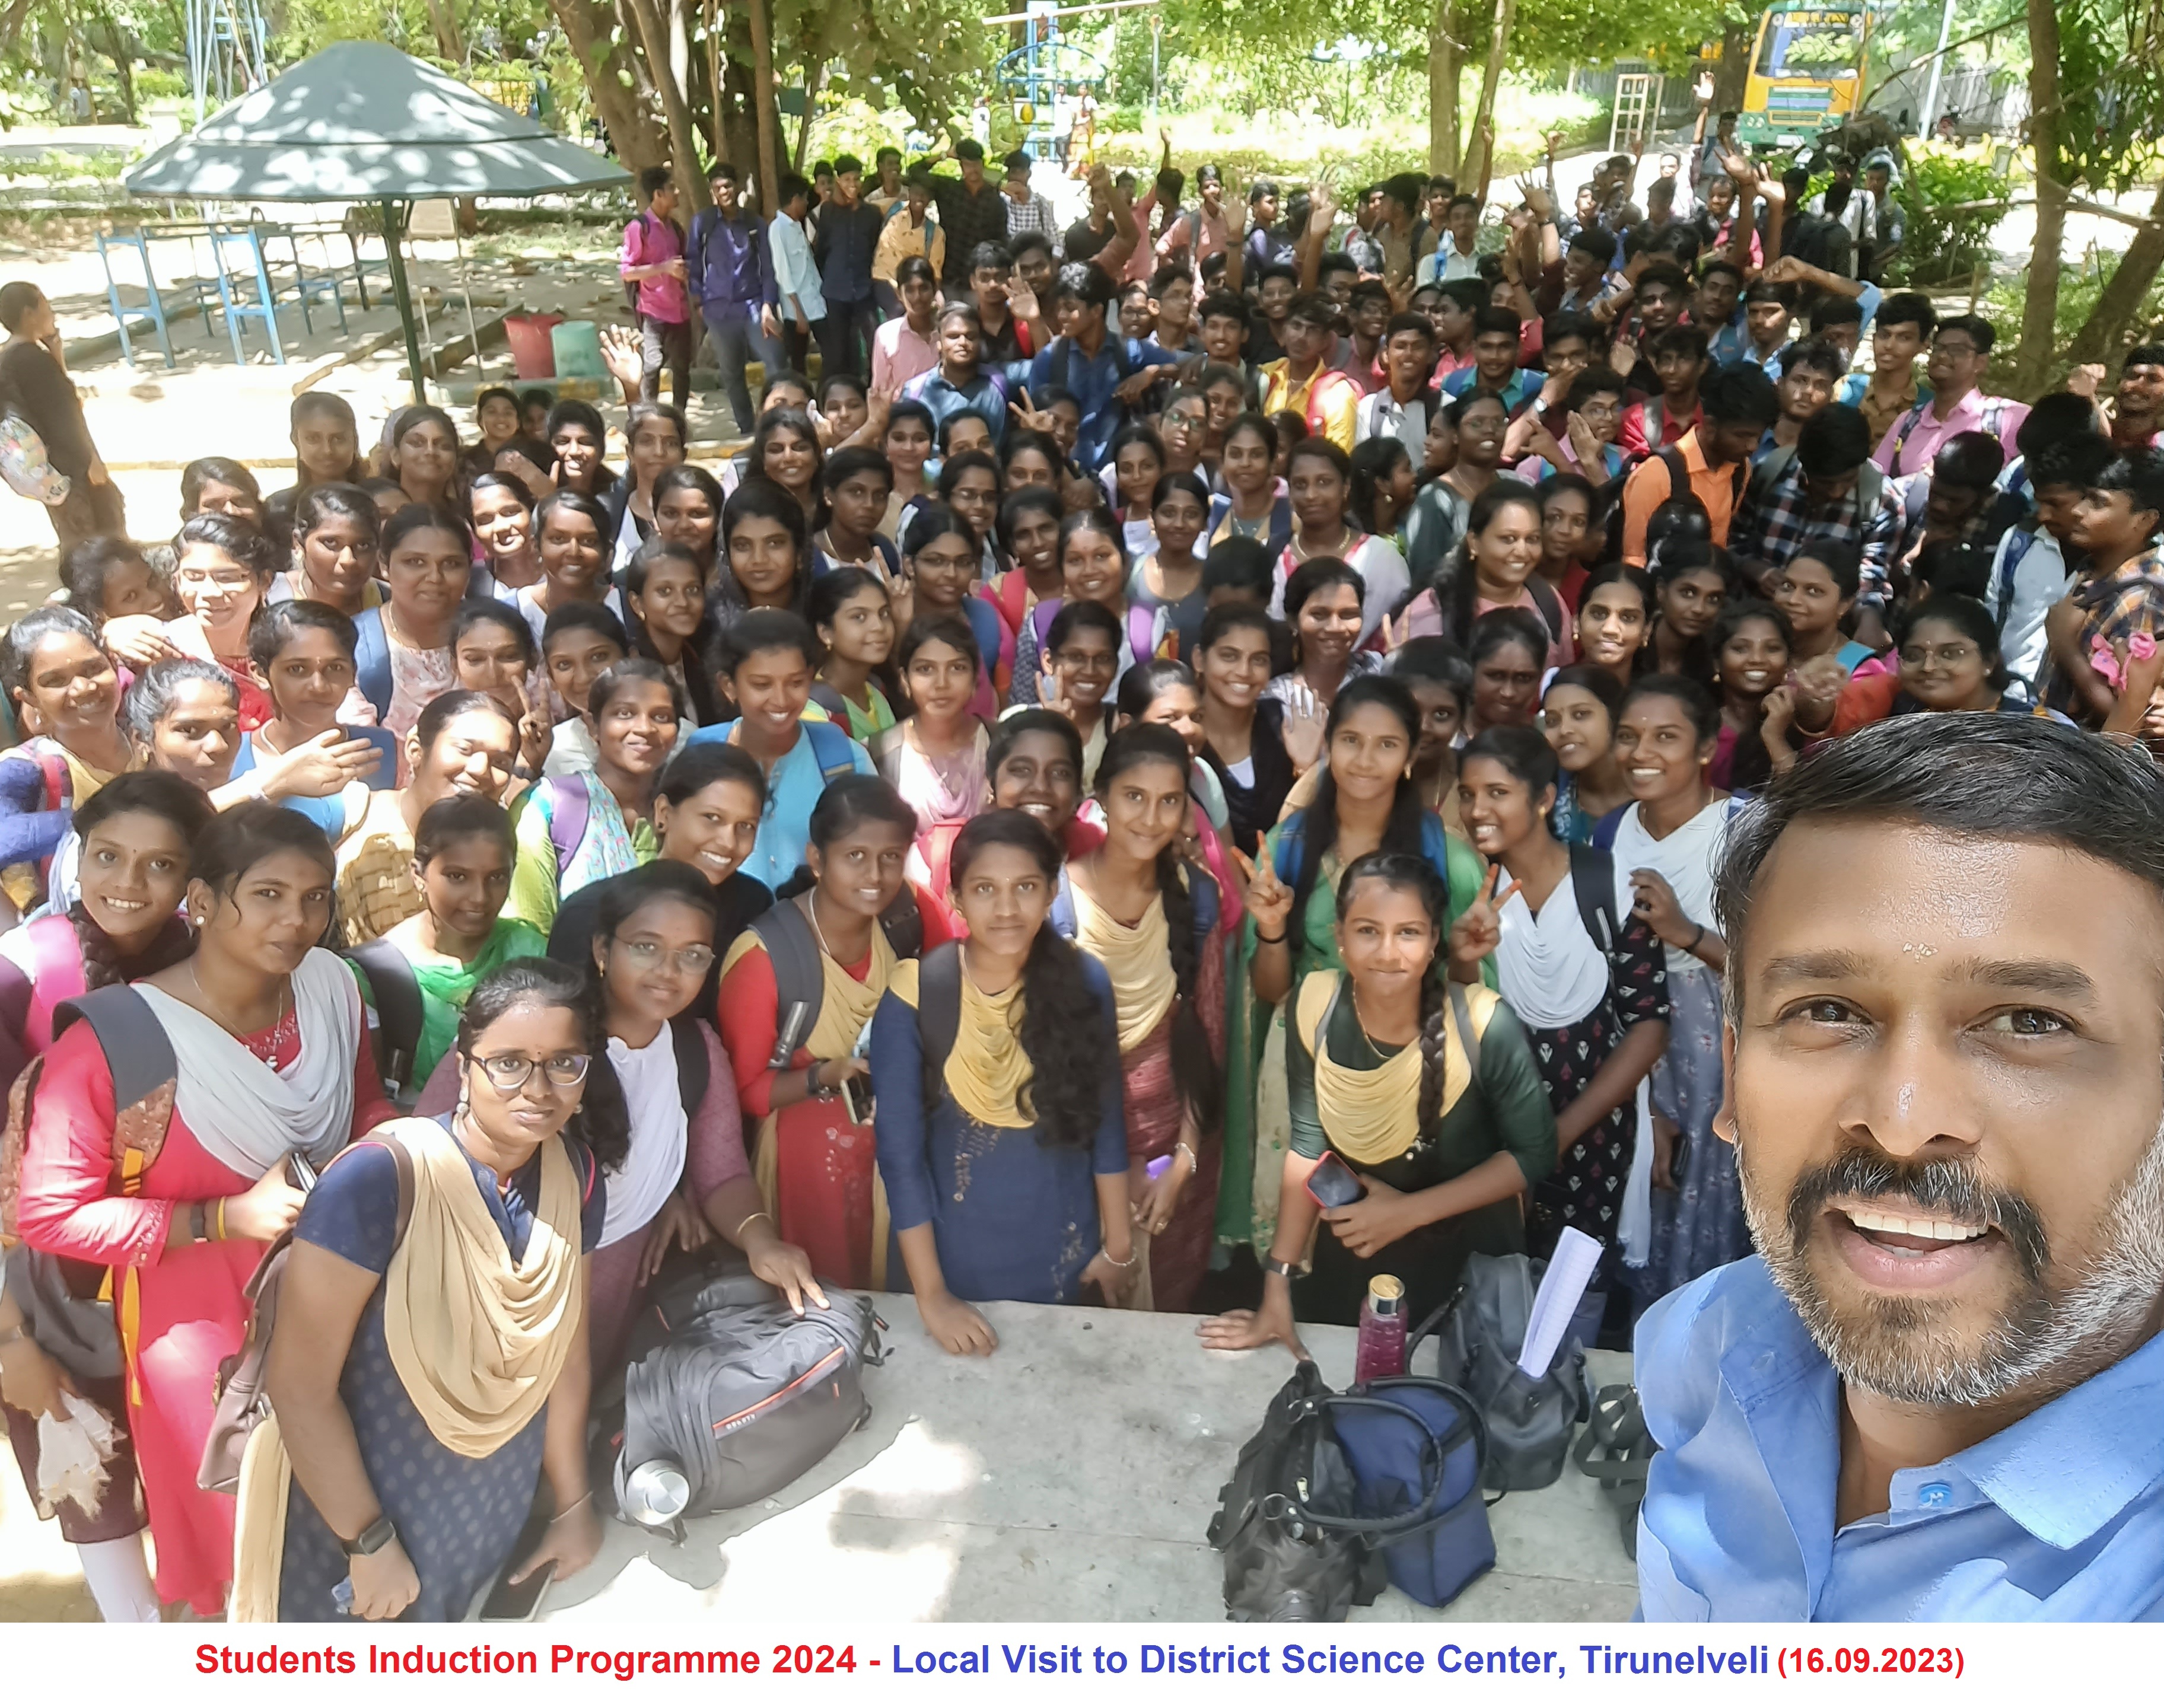 Students Induction Programme 2024 - Local Visit to District Science Center, Tirunelveli (16.09.2023)